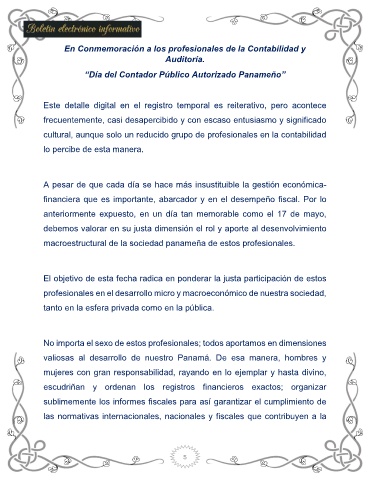 Boletín electrónico informativo
En Conmemoración a los profesionales de la Contabilidad y
Auditoría.
“Día del Contador Público Autorizado Panameño”
Este detalle digital en el registro temporal es reiterativo, pero acontece
frecuentemente, casi desapercibido y con escaso entusiasmo y significado
cultural, aunque solo un reducido grupo de profesionales en la contabilidad
lo percibe de esta manera.
A pesar de que cada día se hace más insustituible la gestión económica-
financiera que es importante, abarcador y en el desempeño fiscal. Por lo
anteriormente expuesto, en un día tan memorable como el 17 de mayo,
debemos valorar en su justa dimensión el rol y aporte al desenvolvimiento
macroestructural de la sociedad panameña de estos profesionales.
El objetivo de esta fecha radica en ponderar la justa participación de estos
profesionales en el desarrollo micro y macroeconómico de nuestra sociedad,
tanto en la esfera privada como en la pública.
No importa el sexo de estos profesionales; todos aportamos en dimensiones
valiosas al desarrollo de nuestro Panamá. De esa manera, hombres y
mujeres con gran responsabilidad, rayando en lo ejemplar y hasta divino,
escudriñan y ordenan los registros financieros exactos; organizar
sublimemente los informes fiscales para así garantizar el cumplimiento de
las normativas internacionales, nacionales y fiscales que contribuyen a la
5